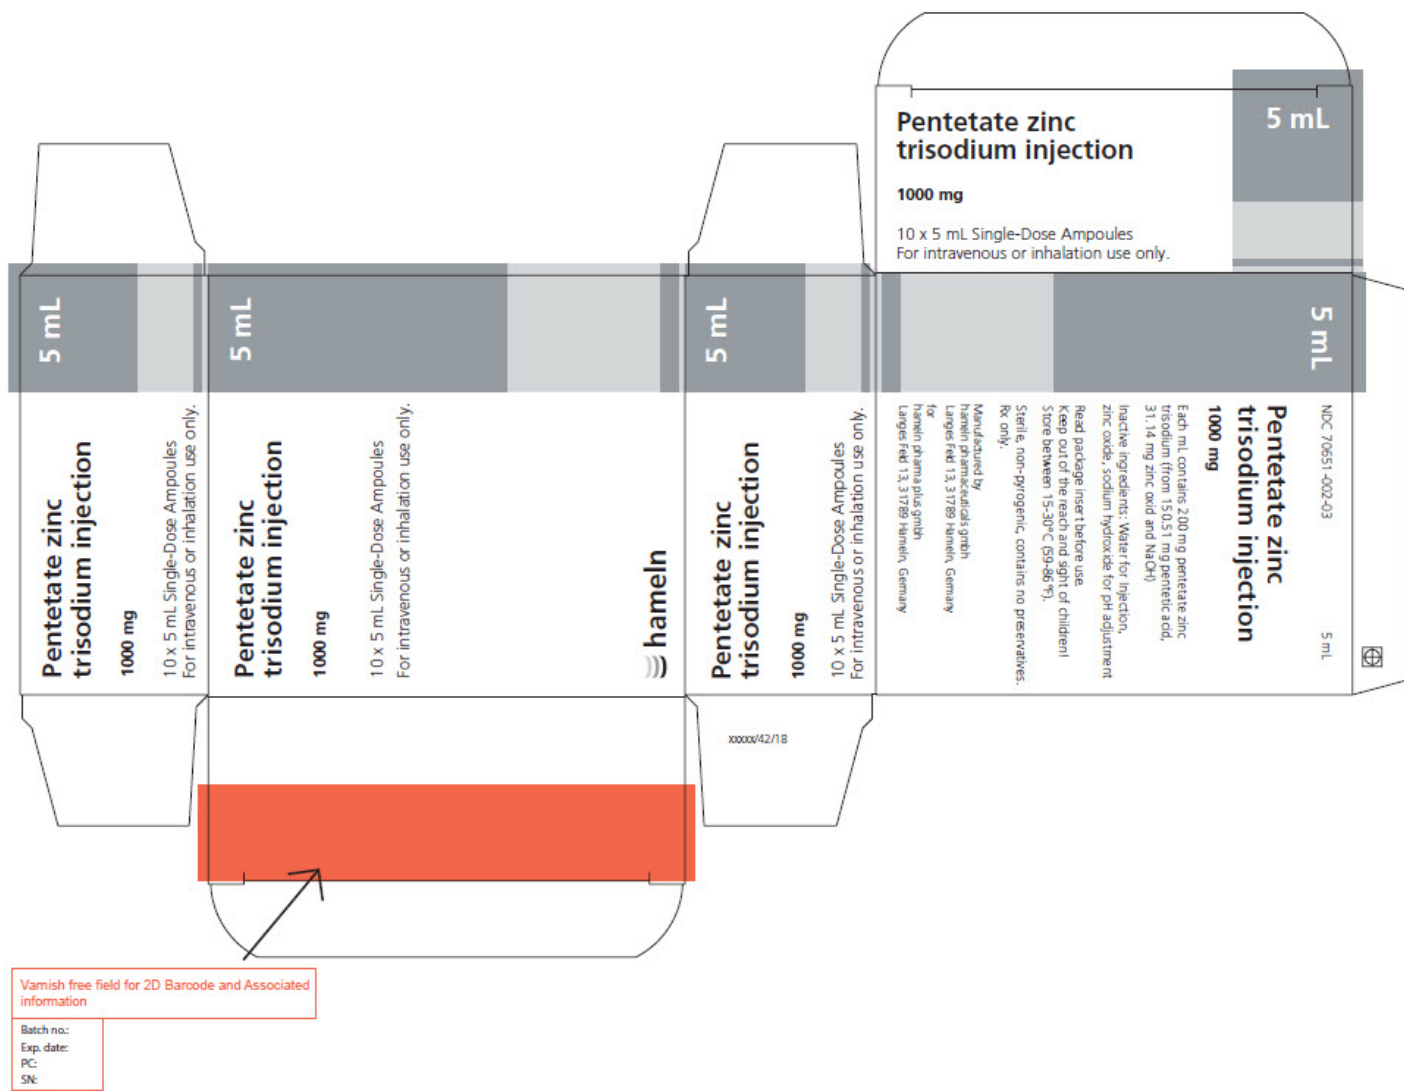 Pentetate zinc
trisodium injection
1000 mg
10 x 5 mL Single-Dose Ampoules
For intravenous or inhalation use only.
5 mL
5 mL
Pentetate zinc
trisodium injection
1000 mg
10 x 5 mL Single-Dose Ampoules
For intravenous or inhalation use only.
5 mL
Pentetate zinc
trisodium injection
1000 mg
10 x 5 mL Single-Dose Ampoules
For intravenous or inhalation use only.
hameln
5 mL
Pentetate zinc
trisodium injection
1000 mg
10 x 5 mL Single-Dose Ampoules
For intravenous or inhalation use only.
5 mL
NDC 70651-002-03
5 mL
Pentetate zinc
trisodium injection
1000 mg
Each mL contains 200 mg pentetate zinc
trisodium (from 150.51 mg pentetic acid,
31.14 mg zinc oxid and NaOH)
Inactive ingredients: Water for Injection,
zinc oxide, sodium hydroxide for pH adjustment
Read package insert before use.
Keep out of the reach and sight of children!
Store between 15-30°C (59-86 °F).
Sterile, non-pyrogenic, contains no preservatives.
Rx only.
Manufactured by
hameln pharmaceuticals gmbh
Langes Feld 13, 31789 Hameln, Germany
for
hameln pharma plus gmbh
Langes Feld 13, 31789 Hameln, Germany
xxxxx/42/18
Varnish free field for 2D Barcode and Associated
information
Batch no.:
Exp. date:
PC:
SN: